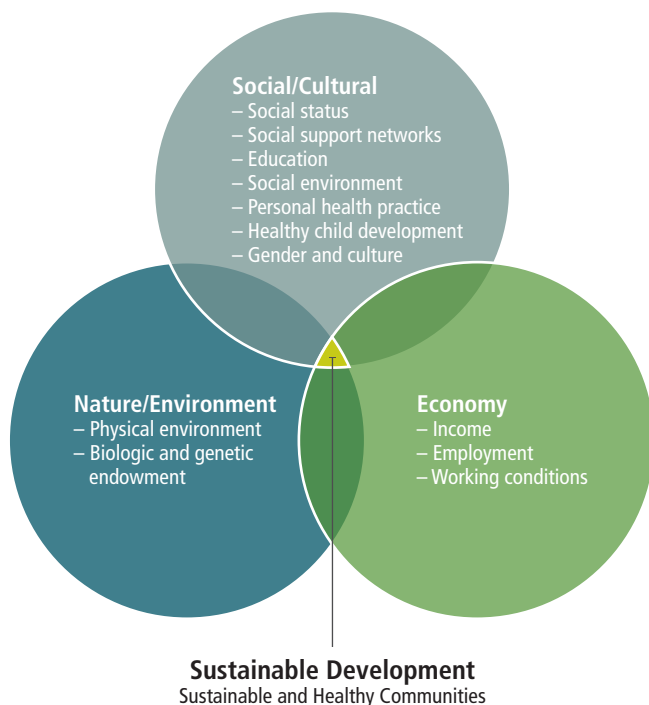 Social/Cultural
– Social status
– Social support networks
– Education
– Social environment
– Personal health practice
– Healthy child development
– Gender and culture
Nature/Environment
– Physical environment
– Biologic and genetic
endowment
Economy
– Income
– Employment
– Working conditions
Sustainable Development
Sustainable and Healthy Communities